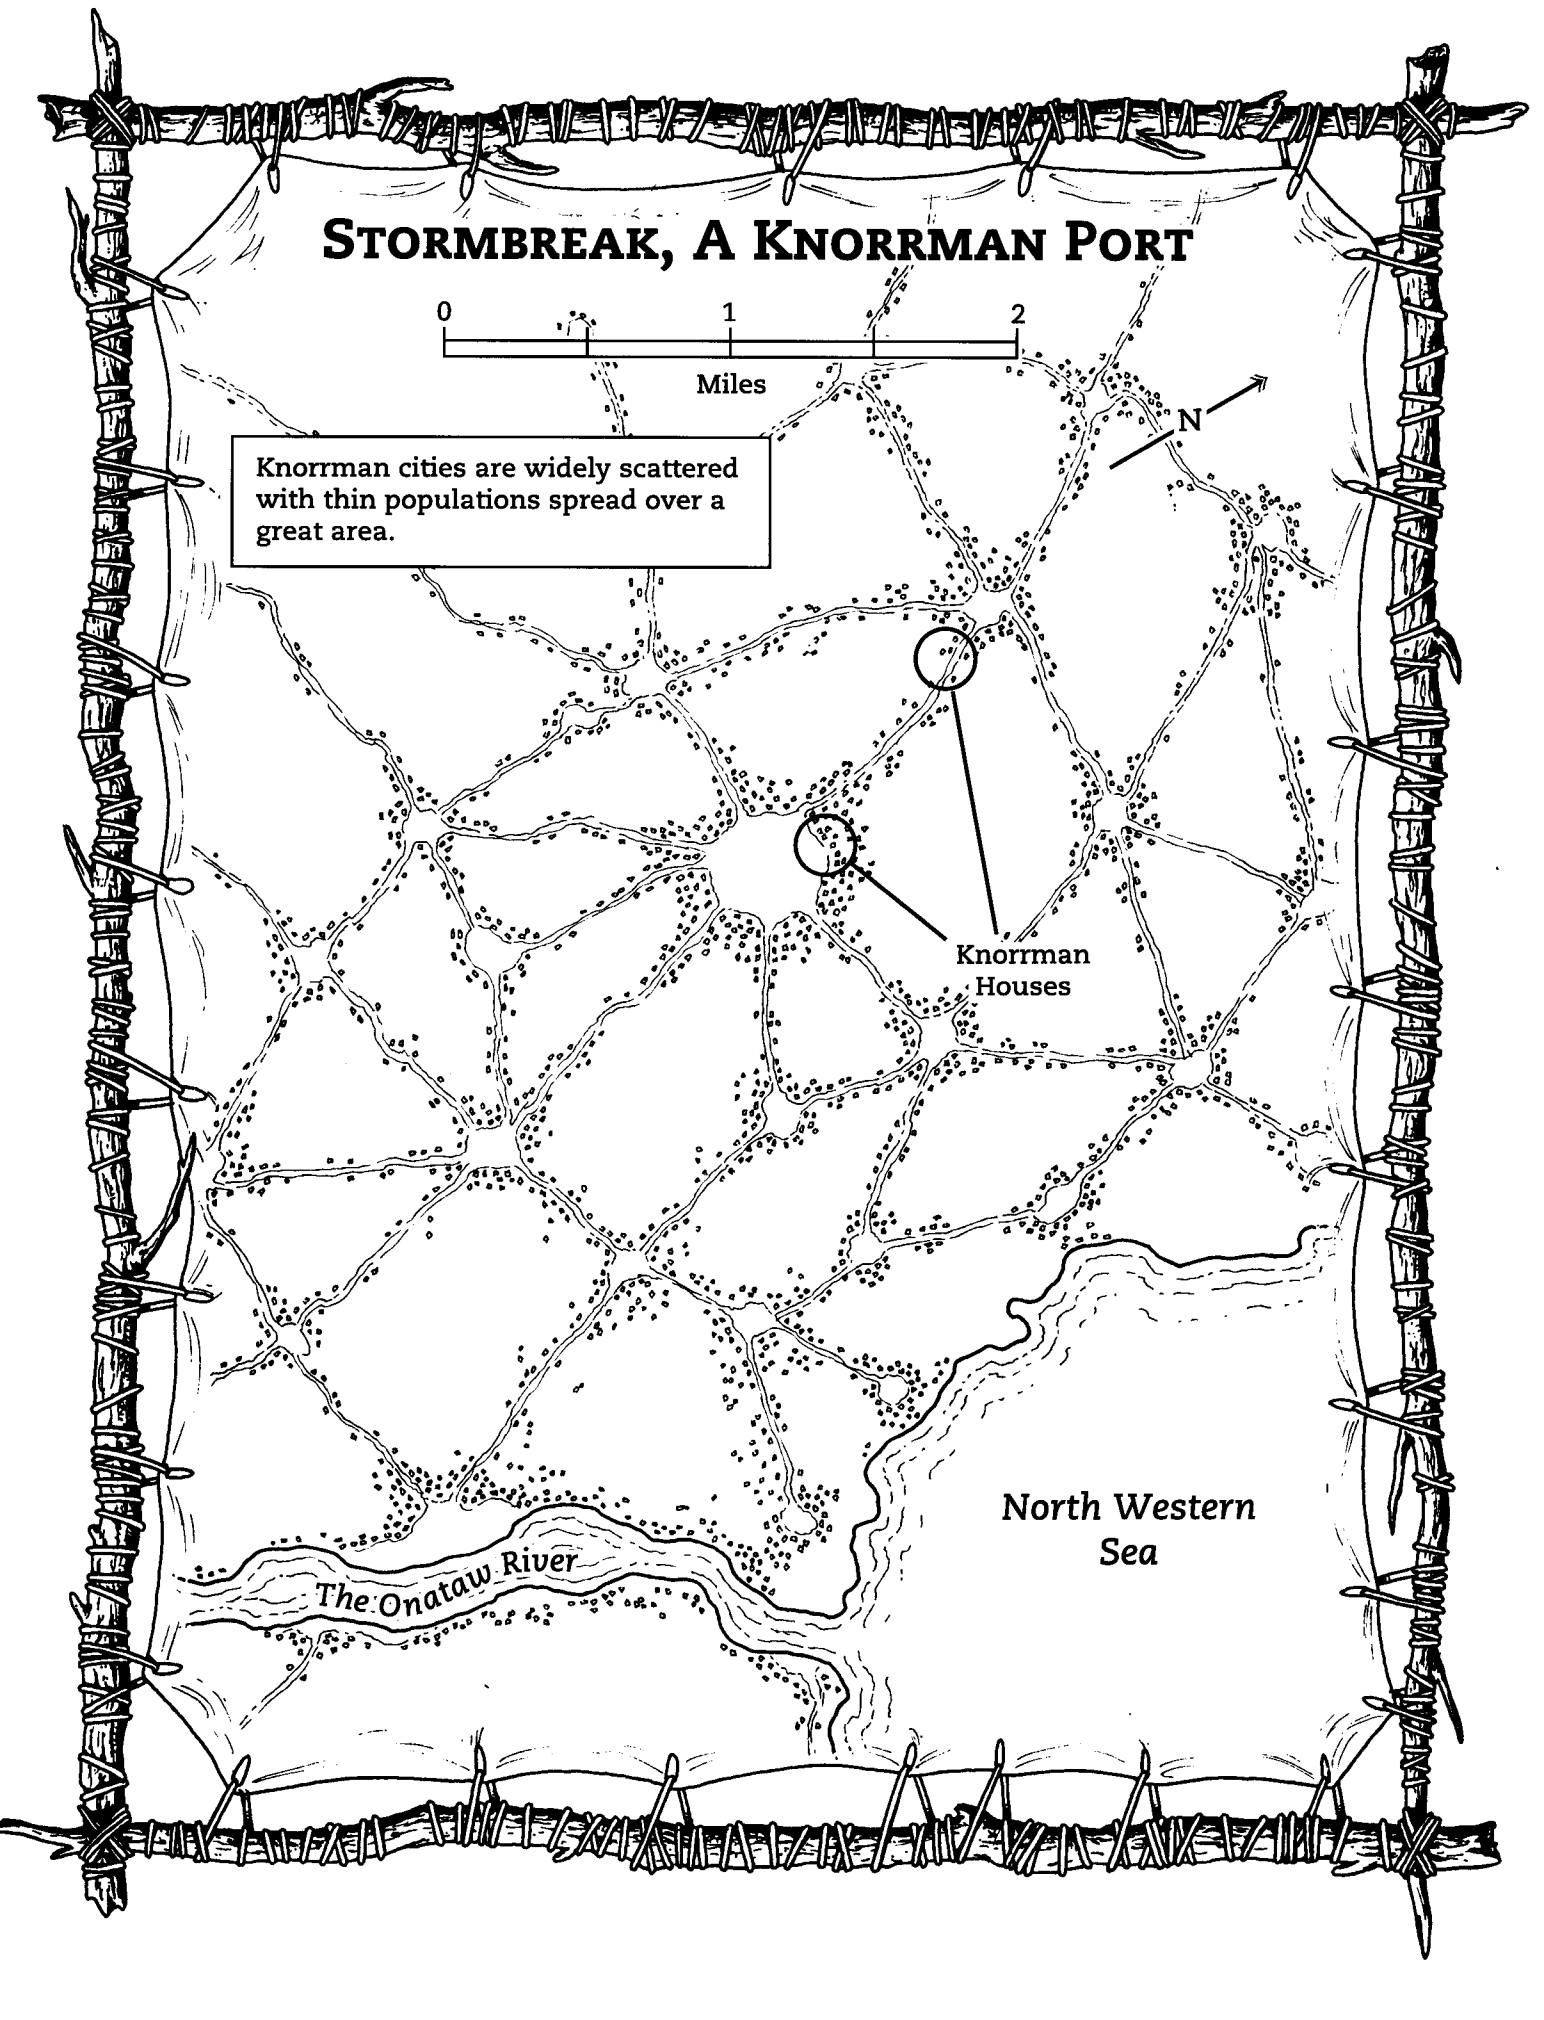 STORMBREAK, A KNORRMAN PORT
0 1 2
Miles
N
Knorrman cities are widely scattered
with thin populations spread over a
great area.
Knorrman
Houses
North Western
Sea
The Onataw River